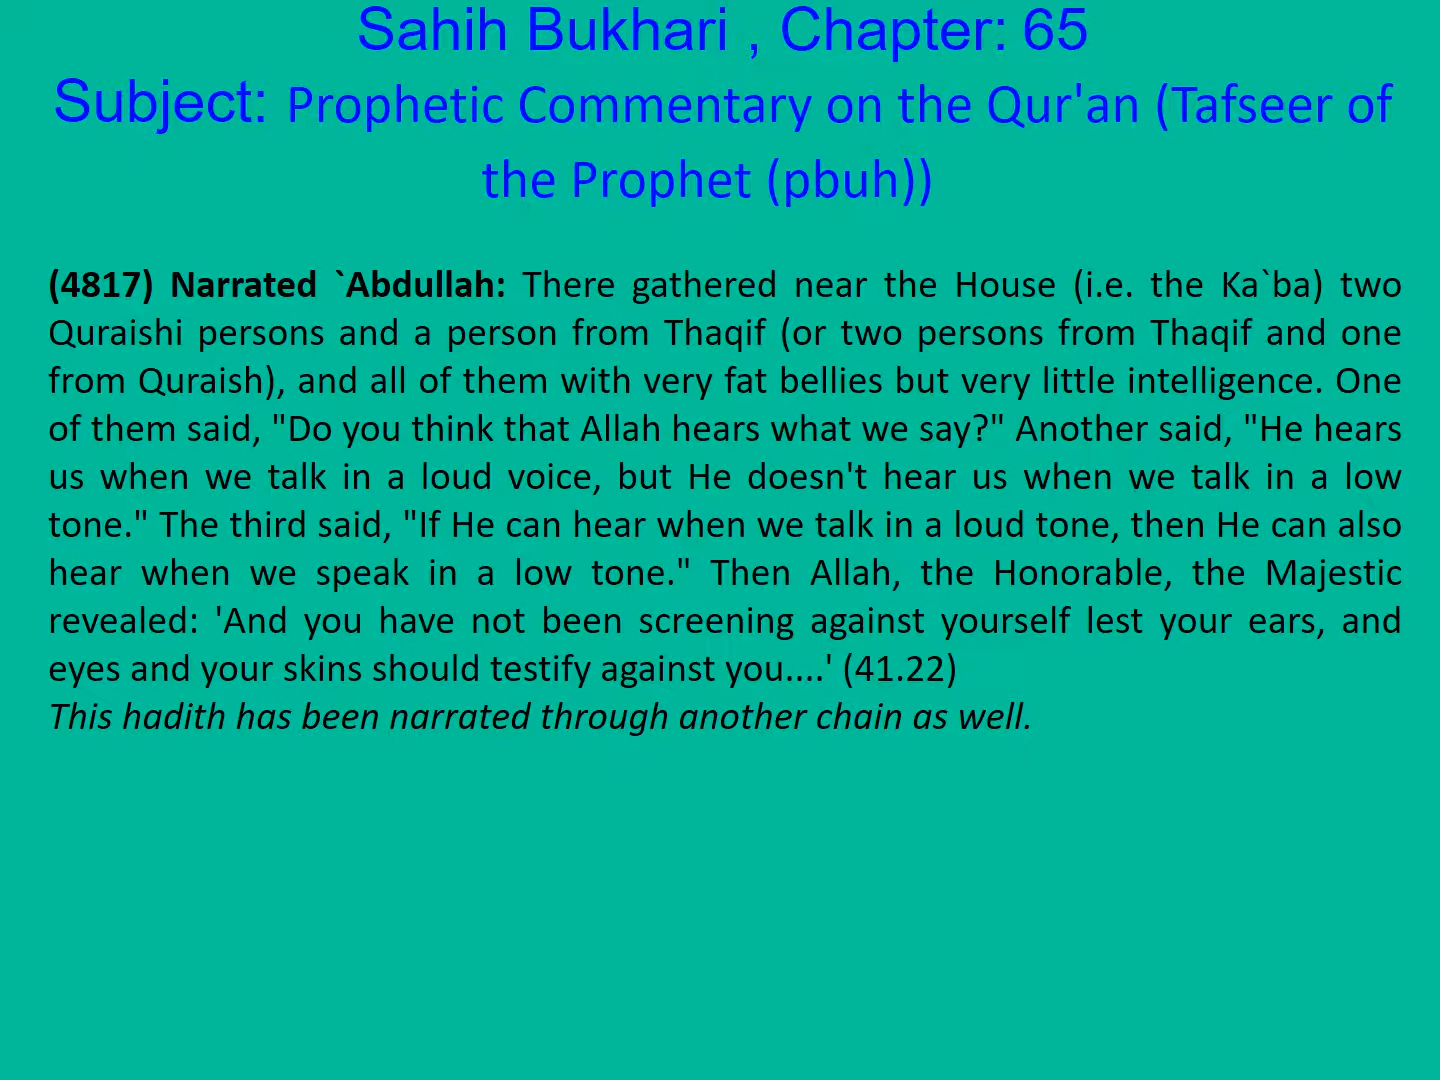 Sahih Bukhari , Chapter: 65
Subject: Prophetic Commentary on the Qur'an (Tafseer of
the Prophet (pbuh))
(4817) Narrated `Abdullah: There gathered near the House (i.e. the Ka`ba) two
Quraishi persons and a person from Thaqif (or two persons from Thaqif and one
from Quraish), and all of them with very fat bellies but very little intelligence. One
of them said, "Do you think that Allah hears what we say?" Another said, "He hears
us when we talk in a loud voice, but He doesn't hear us when we talk in a low
tone." The third said, "If He can hear when we talk in a loud tone, then He can also
hear when we speak in a low tone." Then Allah, the Honorable, the Majestic
revealed: 'And you have not been screening against yourself lest your ears, and
eyes and your skins should testify against you....' (41.22)
This hadith has been narrated through another chain as well.